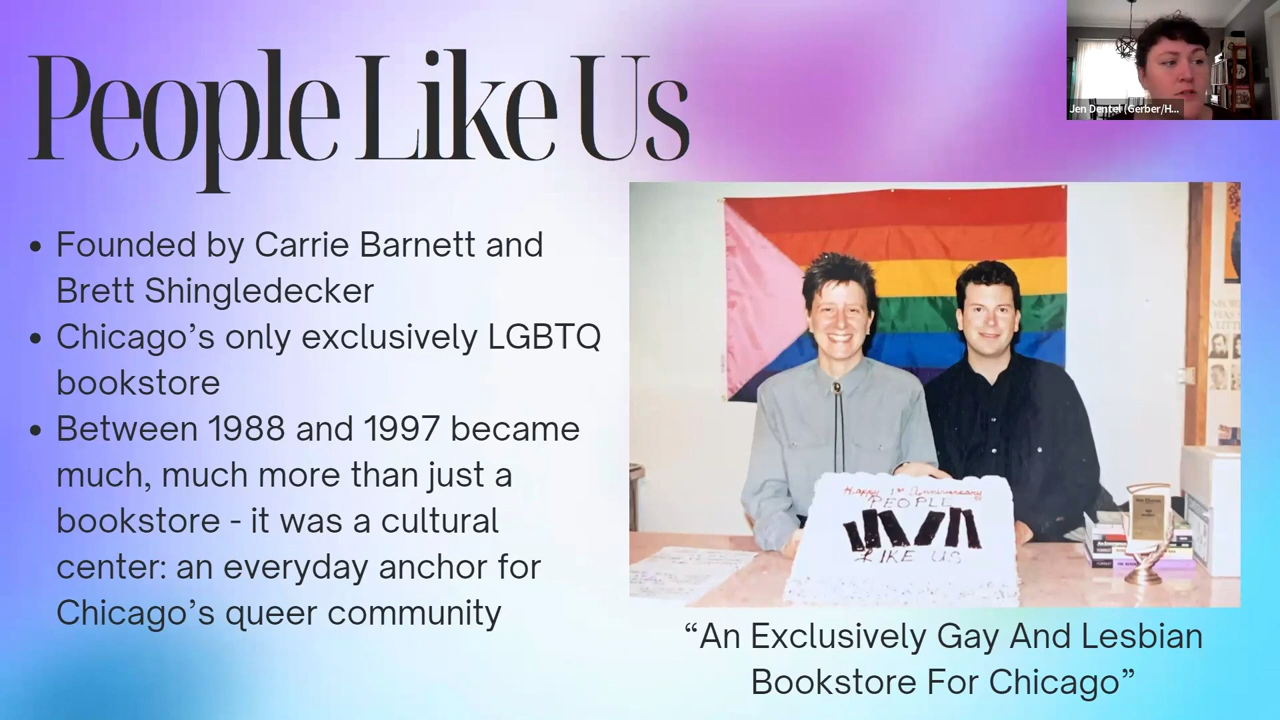 People Like Us
Jen Dentel (Gerber/H...
• Founded by Carrie Barnett and
Brett Shingledecker
• Chicago’s only exclusively LGBTQ
bookstore
• Between 1988 and 1997 became
much, much more than just a
bookstore - it was a cultural
center: an everyday anchor for
Chicago’s queer community
Happy 1st Anniversary
PEOPLE
LIKE US
“An Exclusively Gay And Lesbian
Bookstore For Chicago”